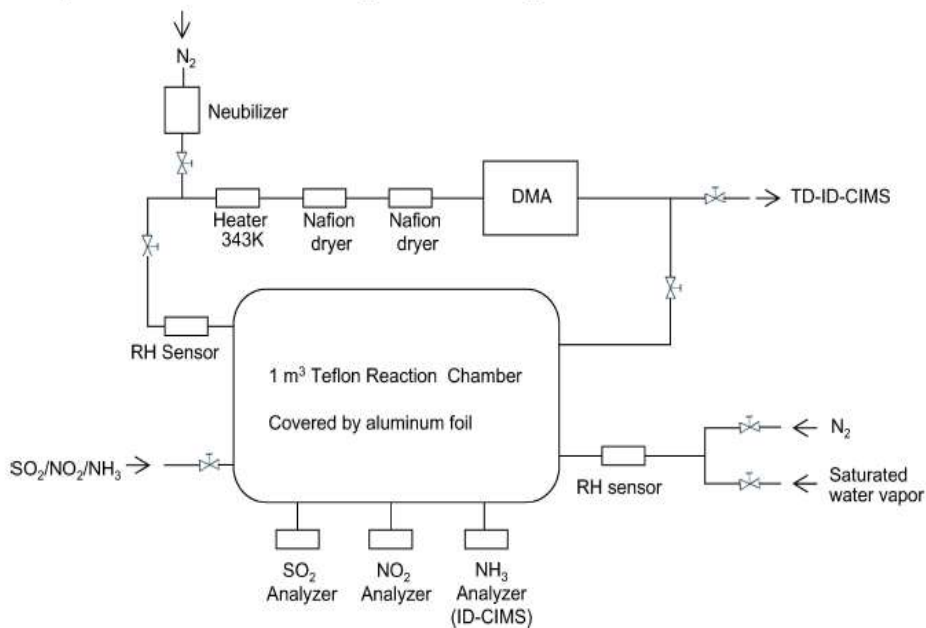 N₂
Neubilizer
Heater
343K
Nafion
dryer
Nafion
dryer
DMA
TD-ID-CIMS
RH Sensor
1 m³ Teflon Reaction Chamber
Covered by aluminum foil
SO₂/NO₂/NH₃
N₂
RH sensor
Saturated
water vapor
SO₂
Analyzer
NO₂
Analyzer
NH₃
Analyzer
(ID-CIMS)